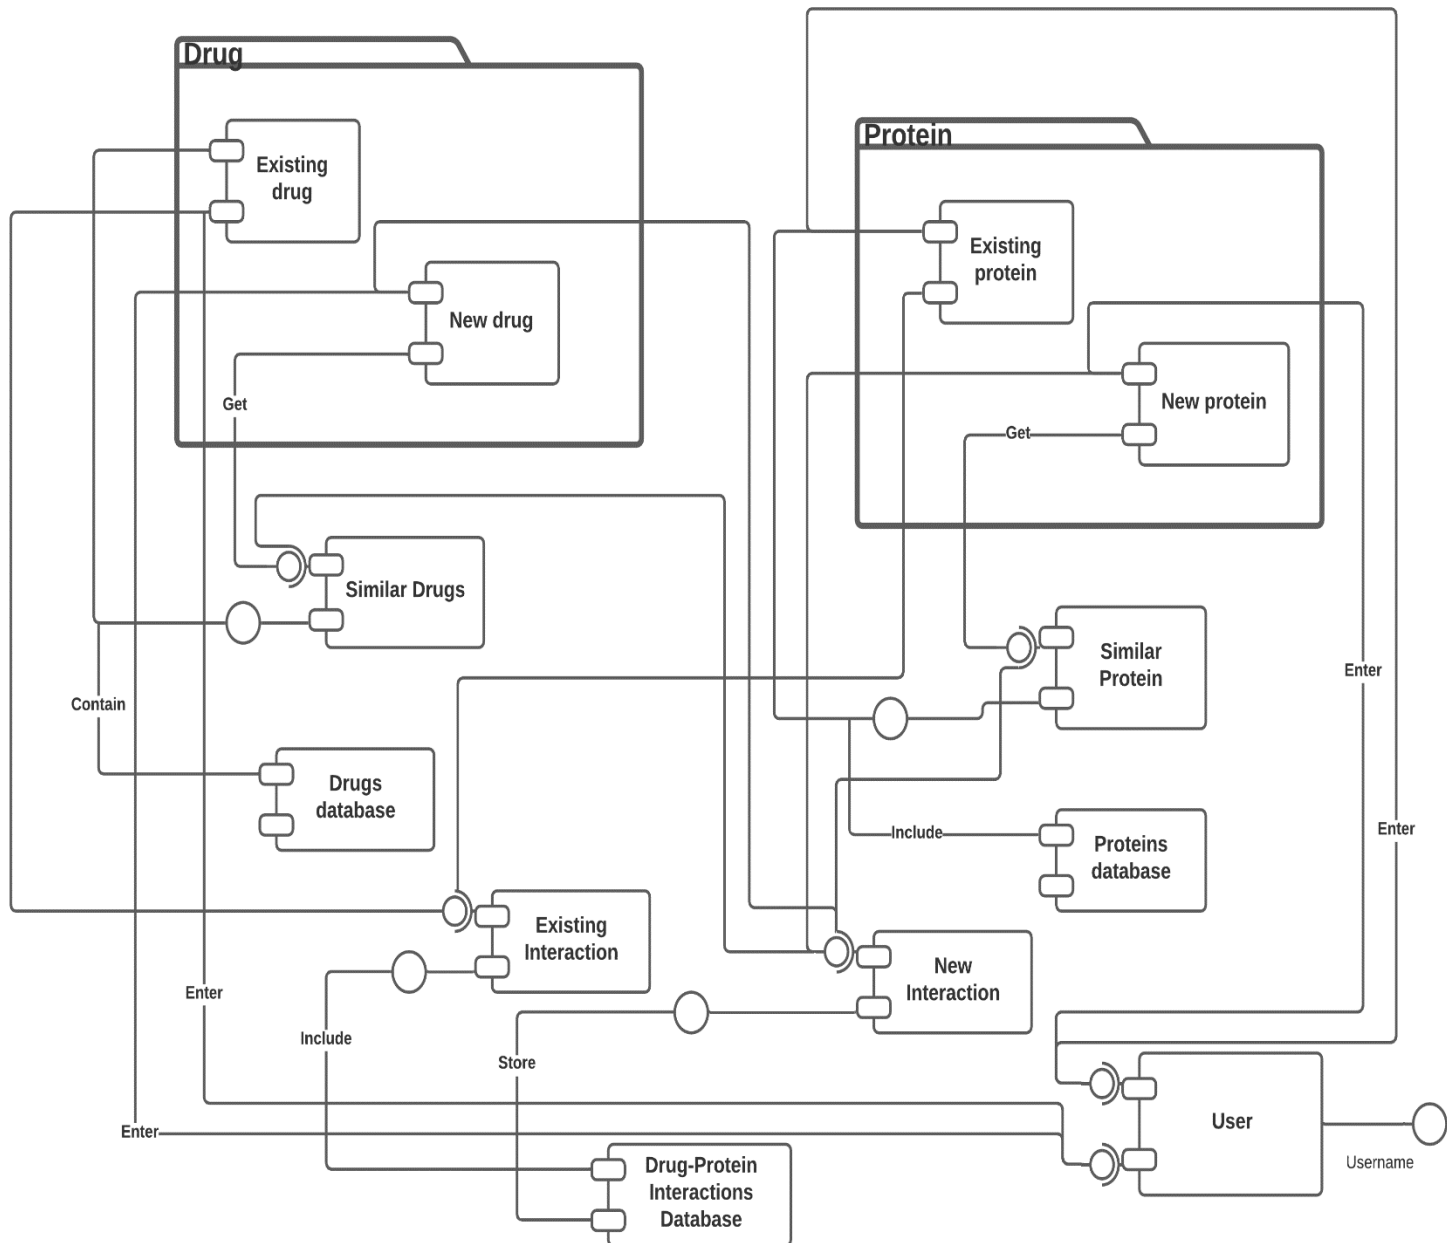 Drug
Protein
Existing
drug
Existing
protein
New drug
New protein
Get
Get
Similar Drugs
Similar
Protein
Enter
Contain
Drugs
database
Include
Proteins
database
Enter
Existing
Interaction
New
Interaction
Enter
Include
Store
User
Enter
Username
Drug-Protein
Interactions
Database